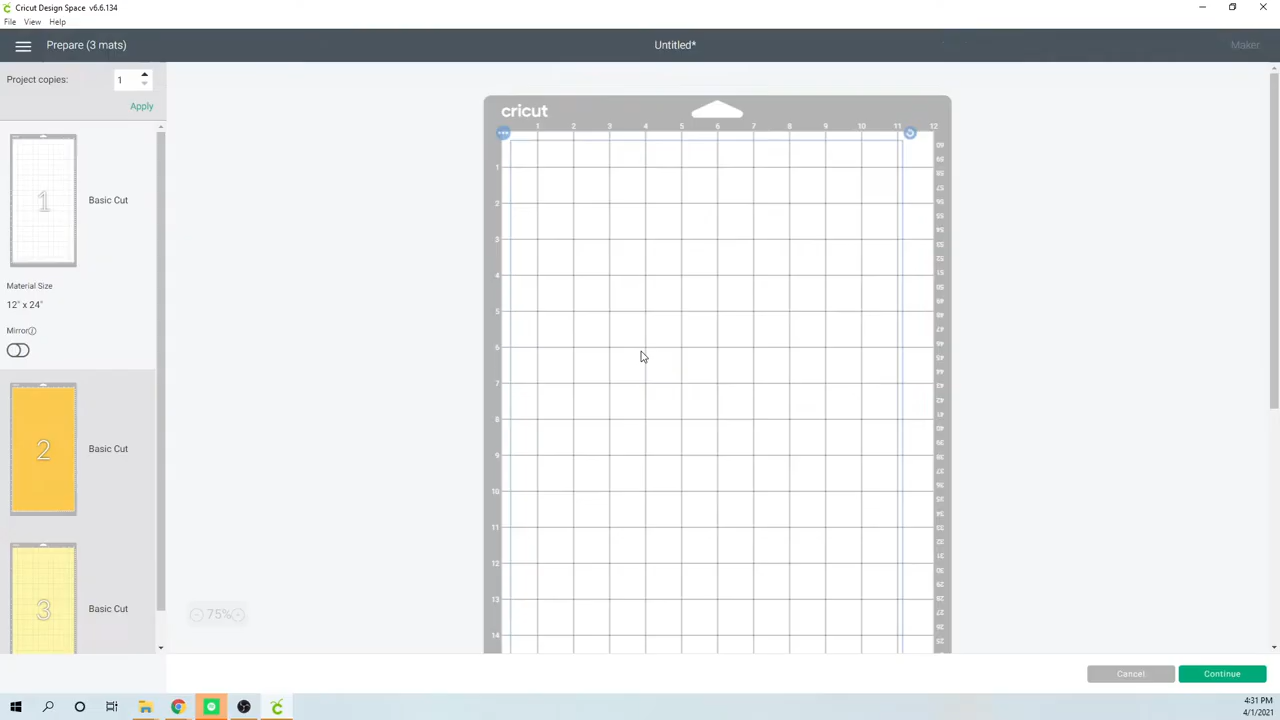 Cricut Design Space v6.6.134
File View Help
Prepare (3 mats)
Untitled*
Maker
Project copies: 1
Apply
1
Basic Cut
Material Size
12" x 24"
Mirror
2
Basic Cut
3
Basic Cut
cricut
1 2 3 4 5 6 7 8 9 10 11 12
1
2
3
4
5
6
7
8
9
10
11
12
13
14
75%
Cancel
Continue
4:31 PM
4/1/2021